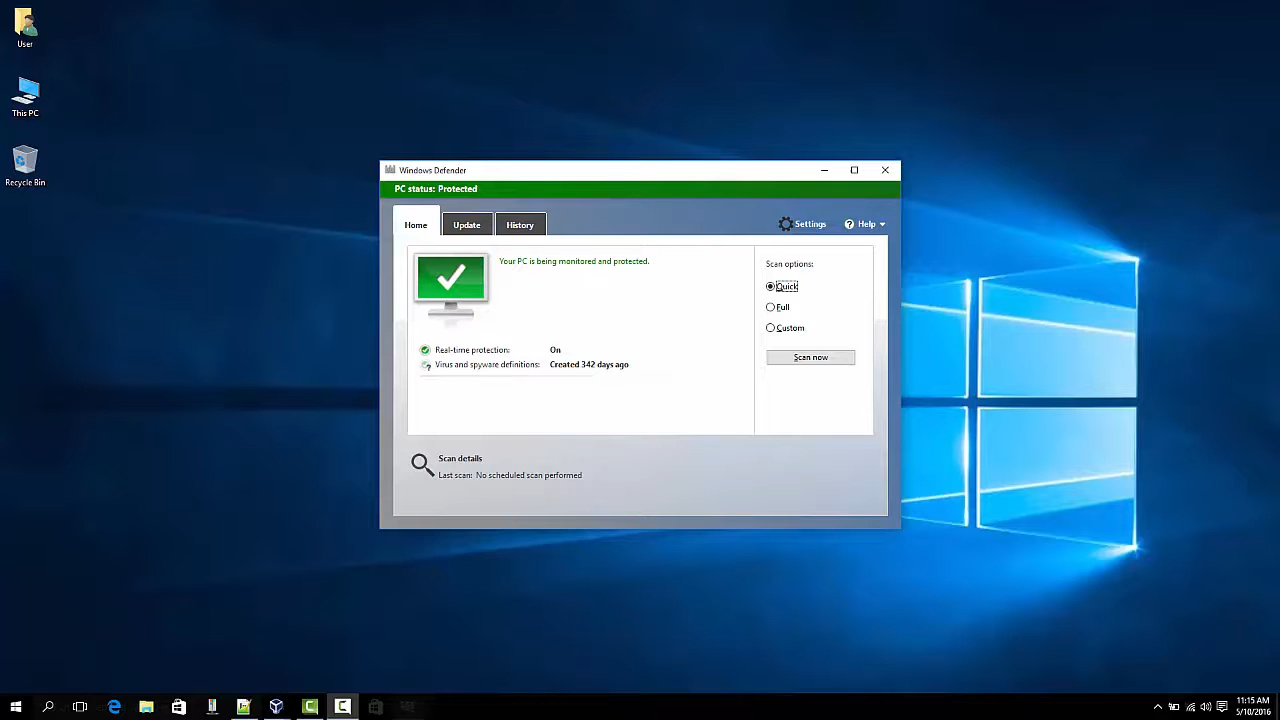 User
This PC
Recycle Bin
Windows Defender
PC status: Protected
Home
Update
History
Settings
Help
Your PC is being monitored and protected.
Real-time protection: On
Virus and spyware definitions: Created 342 days ago
Scan options:
Quick
Full
Custom
Scan now
Scan details
Last scan: No scheduled scan performed
11:15 AM
5/10/2016